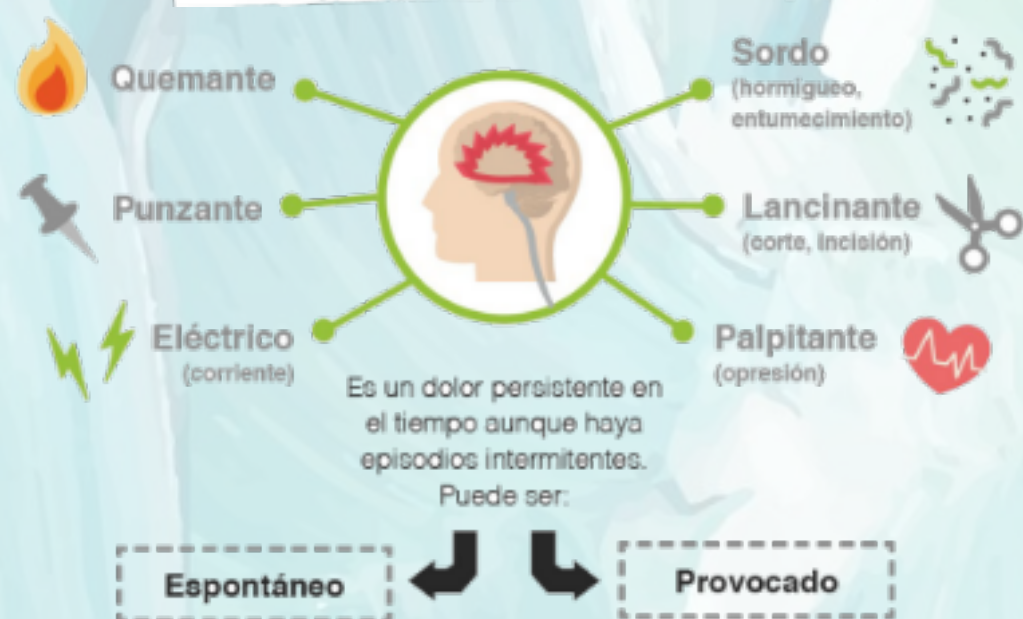 Quemante
Punzante
Eléctrico
(corriente)
Sordo
(hormigueo,
entumecimiento)
Lancinante
(corte, incisión)
Palpitante
(opresión)
Es un dolor persistente en
el tiempo aunque haya
episodios intermitentes.
Puede ser:
Espontáneo
Provocado